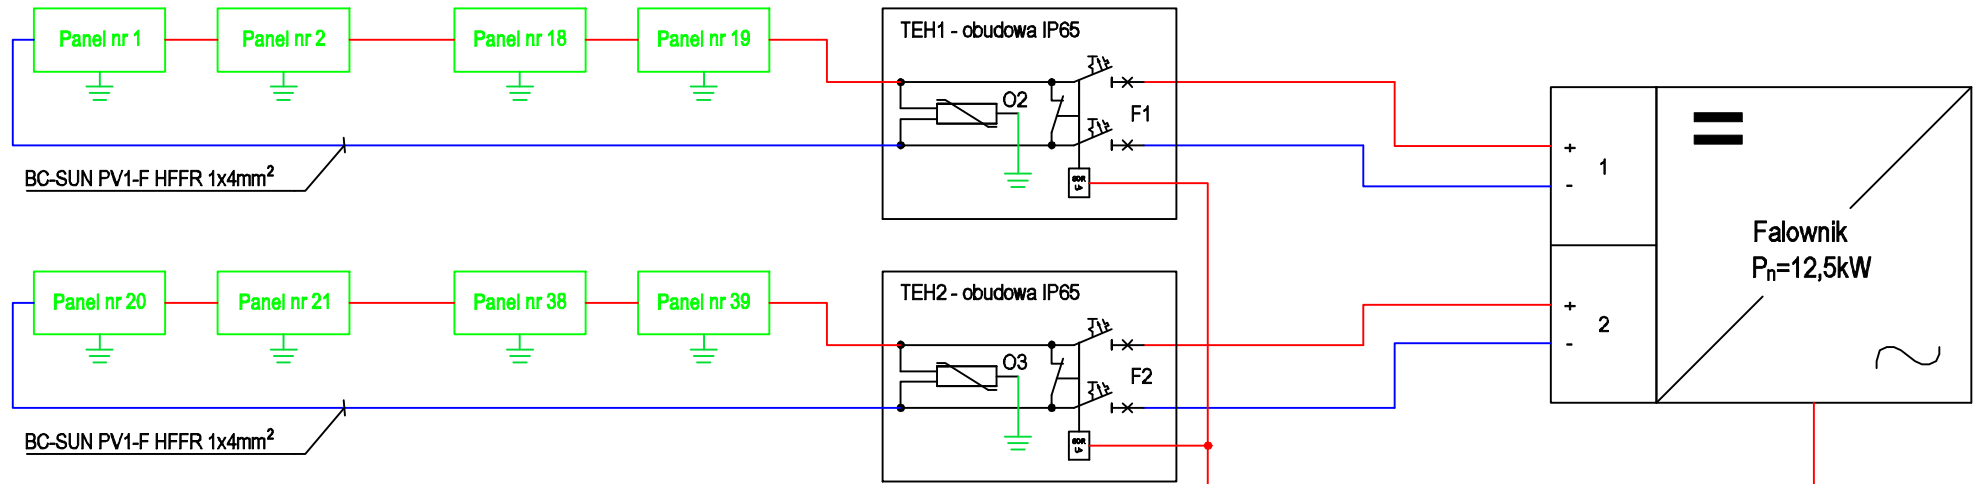 Panel nr 1
Panel nr 2
Panel nr 18
Panel nr 19
TEH1 - obudowa IP65
O2
F1
BC-SUN PV1-F HFFR 1x4mm²
+
1
-
Falownik
Pₙ=12,5kW
Panel nr 20
Panel nr 21
Panel nr 38
Panel nr 39
TEH2 - obudowa IP65
O3
F2
BC-SUN PV1-F HFFR 1x4mm²
+
2
-